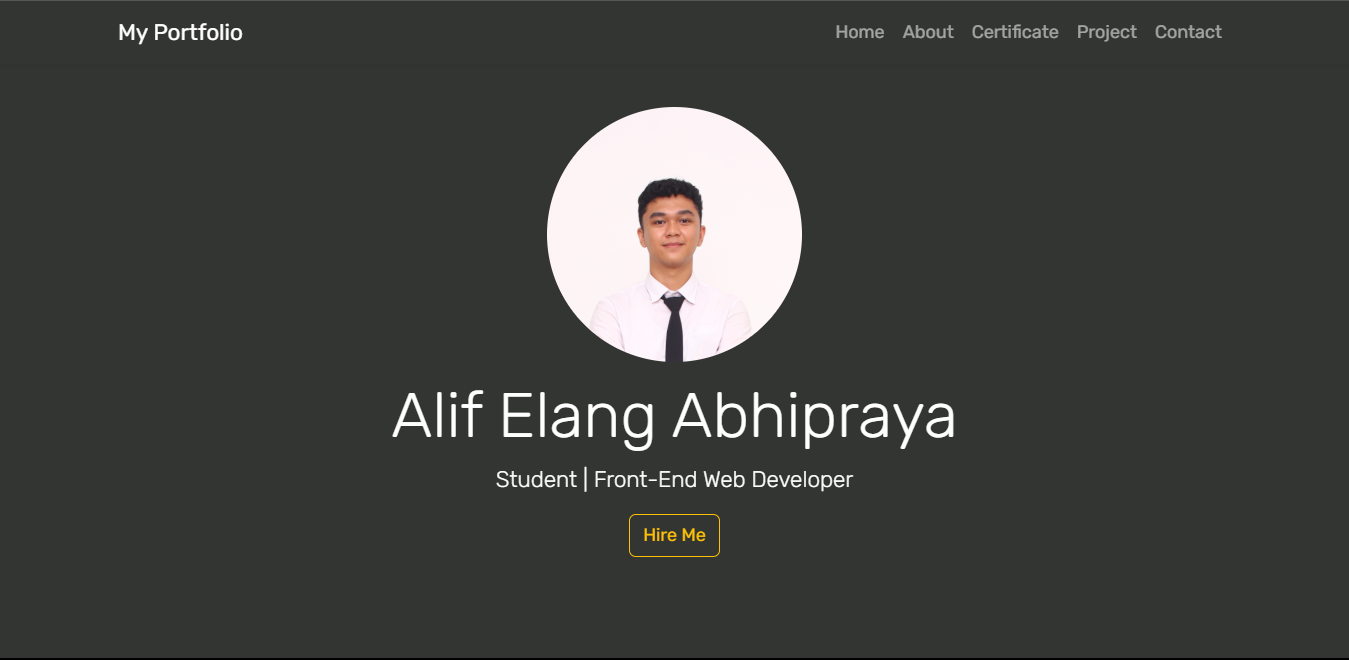 My Portfolio
Home About Certificate Project Contact
Alif Elang Abhipraya
Student | Front-End Web Developer
Hire Me